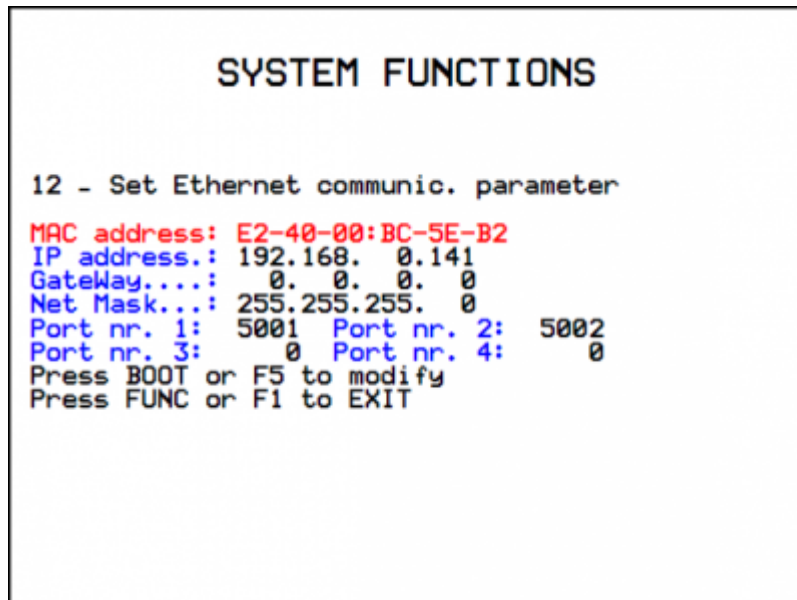 SYSTEM FUNCTIONS
12 - Set Ethernet communic. parameter
MAC address: E2-40-00:BC-5E-B2
IP address.: 192.168.  0.141
GateWay....:   0.  0.  0.  0
Net Mask...: 255.255.255.  0
Port nr. 1:  5001  Port nr. 2:  5002
Port nr. 3:     0  Port nr. 4:     0
Press BOOT or F5 to modify
Press FUNC or F1 to EXIT